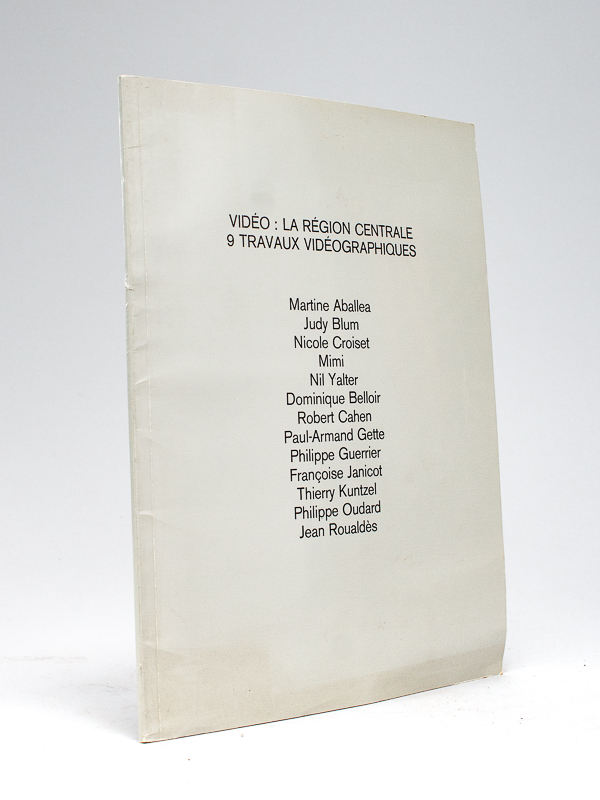 VIDÉO : LA RÉGION CENTRALE
9 TRAVAUX VIDÉOGRAPHIQUES
Martine Aballea
Judy Blum
Nicole Croiset
Mimi
Nil Yalter
Dominique Belloir
Robert Cahen
Paul-Armand Gette
Philippe Guerrier
Françoise Janicot
Thierry Kuntzel
Philippe Oudard
Jean Roualdès